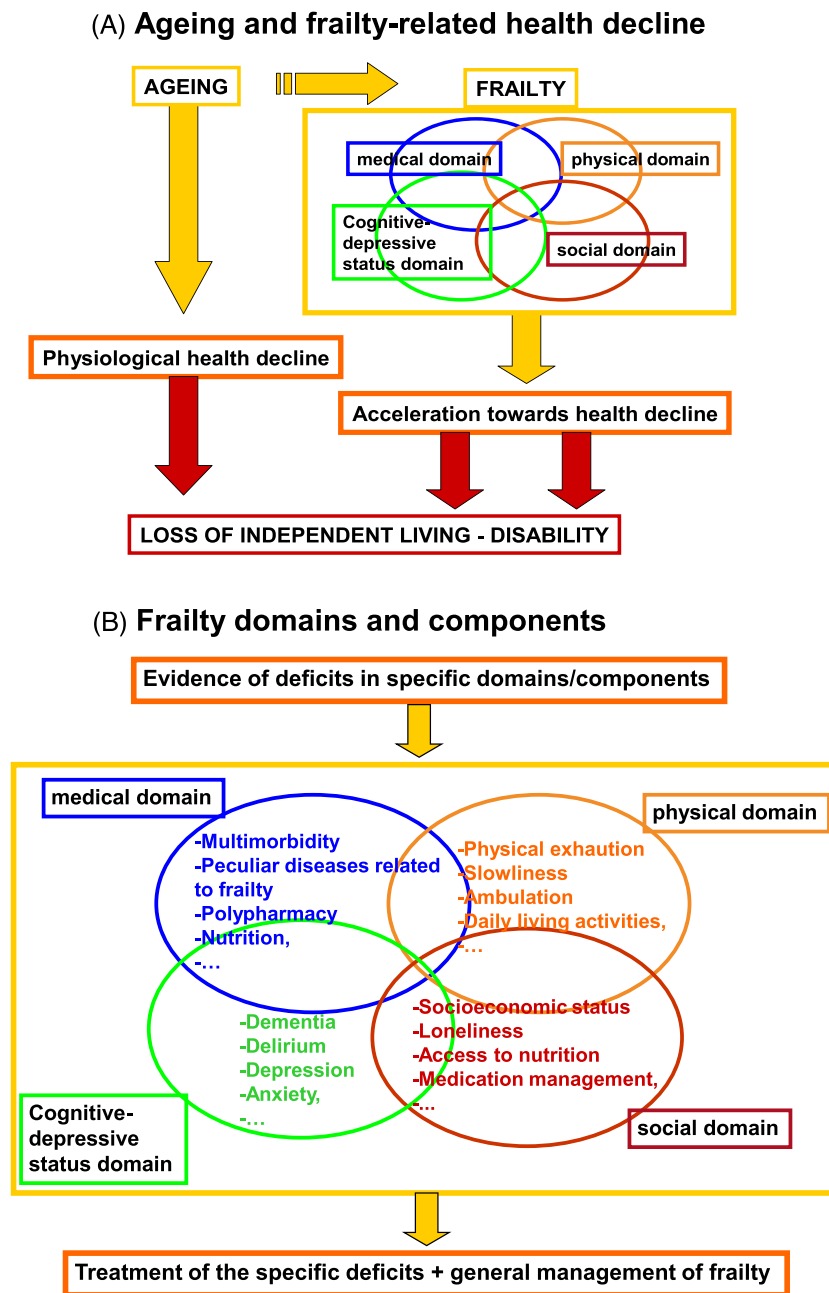 (A) Ageing and frailty-related health decline
AGEING
FRAILTY
medical domain
physical domain
Cognitive-
depressive
status domain
social domain
Physiological health decline
Acceleration towards health decline
LOSS OF INDEPENDENT LIVING - DISABILITY
(B) Frailty domains and components
Evidence of deficits in specific domains/components
medical domain
physical domain
-Multimorbidity
-Peculiar diseases related
to frailty
-Polypharmacy
-Nutrition,
-...
-Physical exhaution
-Slowliness
-Ambulation
-Daily living activities,
-...
-Dementia
-Delirium
-Depression
-Anxiety,
-...
-Socioeconomic status
-Loneliness
-Access to nutrition
-Medication management,
-...
Cognitive-
depressive
status domain
social domain
Treatment of the specific deficits + general management of frailty